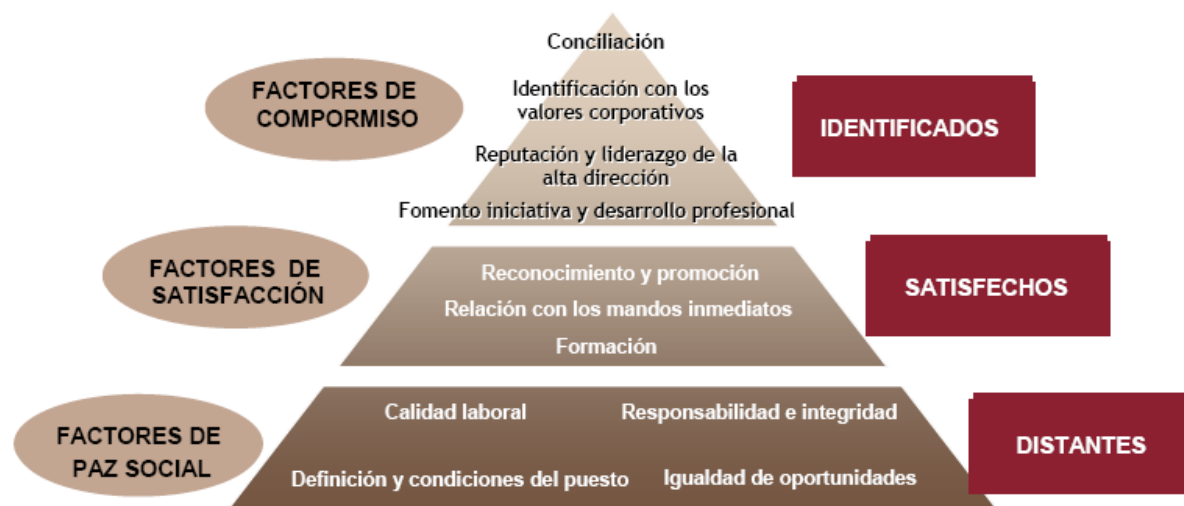 Conciliación
FACTORES DE
COMPORMISO
Identificación con los
valores corporativos
IDENTIFICADOS
Reputación y liderazgo de la
alta dirección
Fomento iniciativa y desarrollo profesional
FACTORES DE
SATISFACCIÓN
Reconocimiento y promoción
Relación con los mandos inmediatos
Formación
SATISFECHOS
FACTORES DE
PAZ SOCIAL
Calidad laboral
Responsabilidad e integridad
Definición y condiciones del puesto
Igualdad de oportunidades
DISTANTES